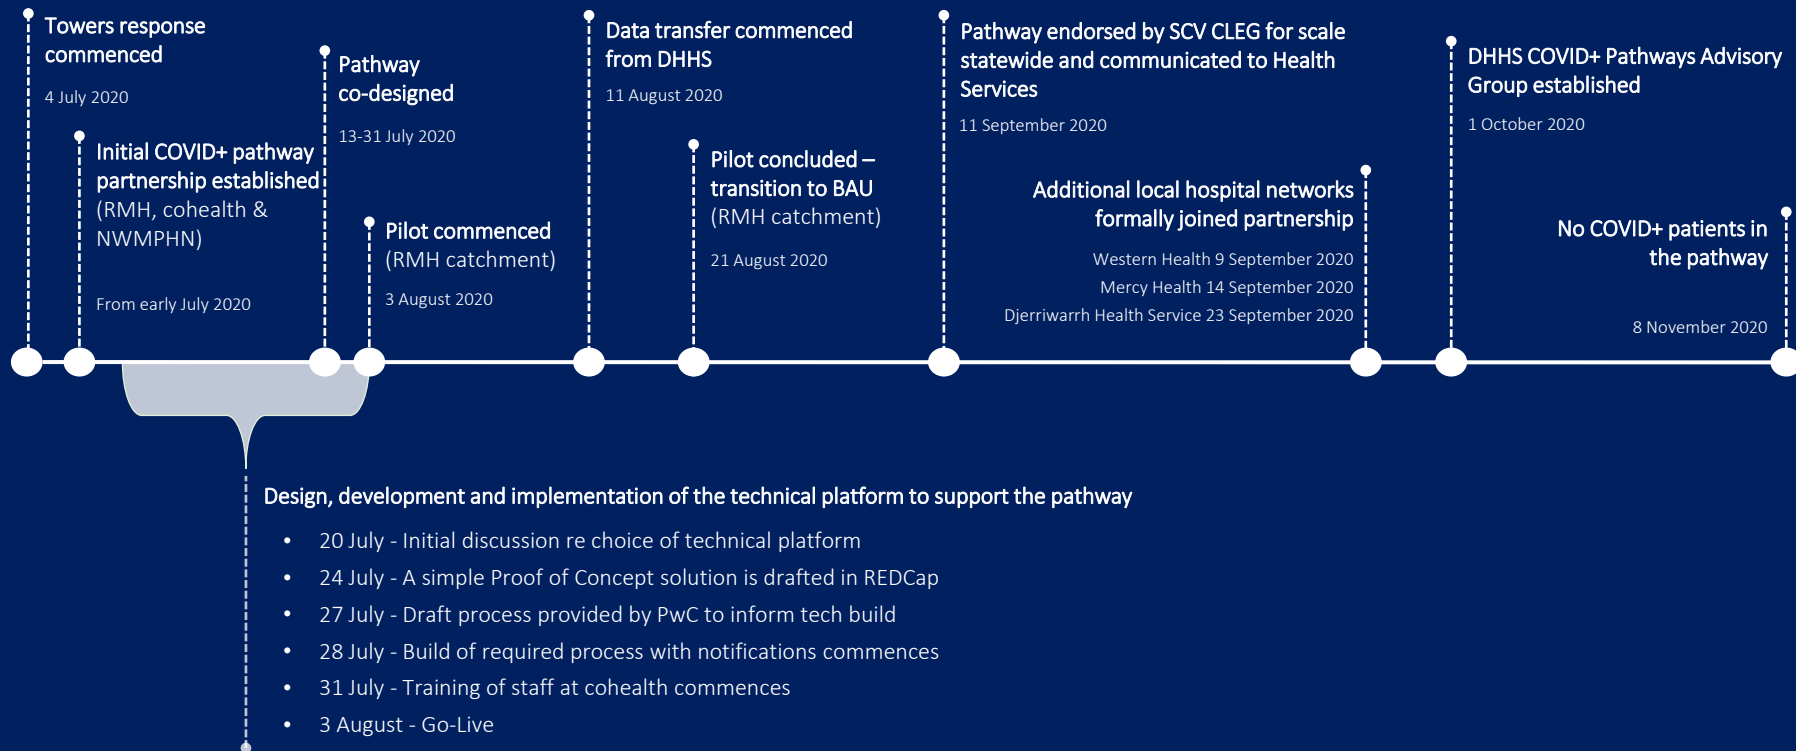 Towers response
commenced
4 July 2020
Initial COVID+ pathway
partnership established
(RMH, cohealth &
NWMPHN)
From early July 2020
Pathway
co-designed
13-31 July 2020
Pilot commenced
(RMH catchment)
3 August 2020
Data transfer commenced
from DHHS
11 August 2020
Pilot concluded –
transition to BAU
(RMH catchment)
21 August 2020
Pathway endorsed by SCV CLEG for scale
statewide and communicated to Health
Services
11 September 2020
Additional local hospital networks
formally joined partnership
Western Health 9 September 2020
Mercy Health 14 September 2020
Djerriwarrh Health Service 23 September 2020
DHHS COVID+ Pathways Advisory
Group established
1 October 2020
No COVID+ patients in
the pathway
8 November 2020
Design, development and implementation of the technical platform to support the pathway
• 20 July - Initial discussion re choice of technical platform
• 24 July - A simple Proof of Concept solution is drafted in REDCap
• 27 July - Draft process provided by PwC to inform tech build
• 28 July - Build of required process with notifications commences
• 31 July - Training of staff at cohealth commences
• 3 August - Go-Live